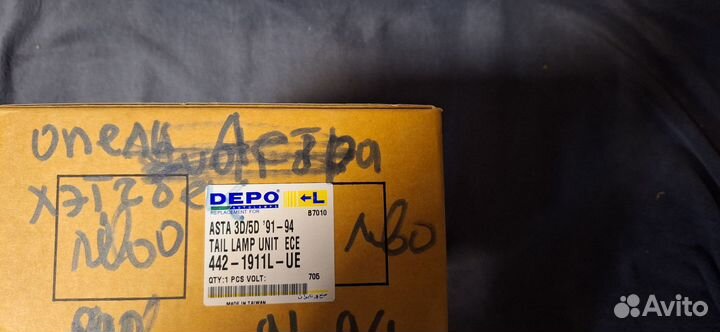 опель Астра
хэтчбек
лево
лево
DEPO
AUTOLAMPS
REPLACEMENT FOR
L
B7010
ASTA 3D/5D '91-94
TAIL LAMP UNIT ECE
442-1911L-UE
QTY:1 PCS VOLT: 705
MADE IN TAIWAN
Avito